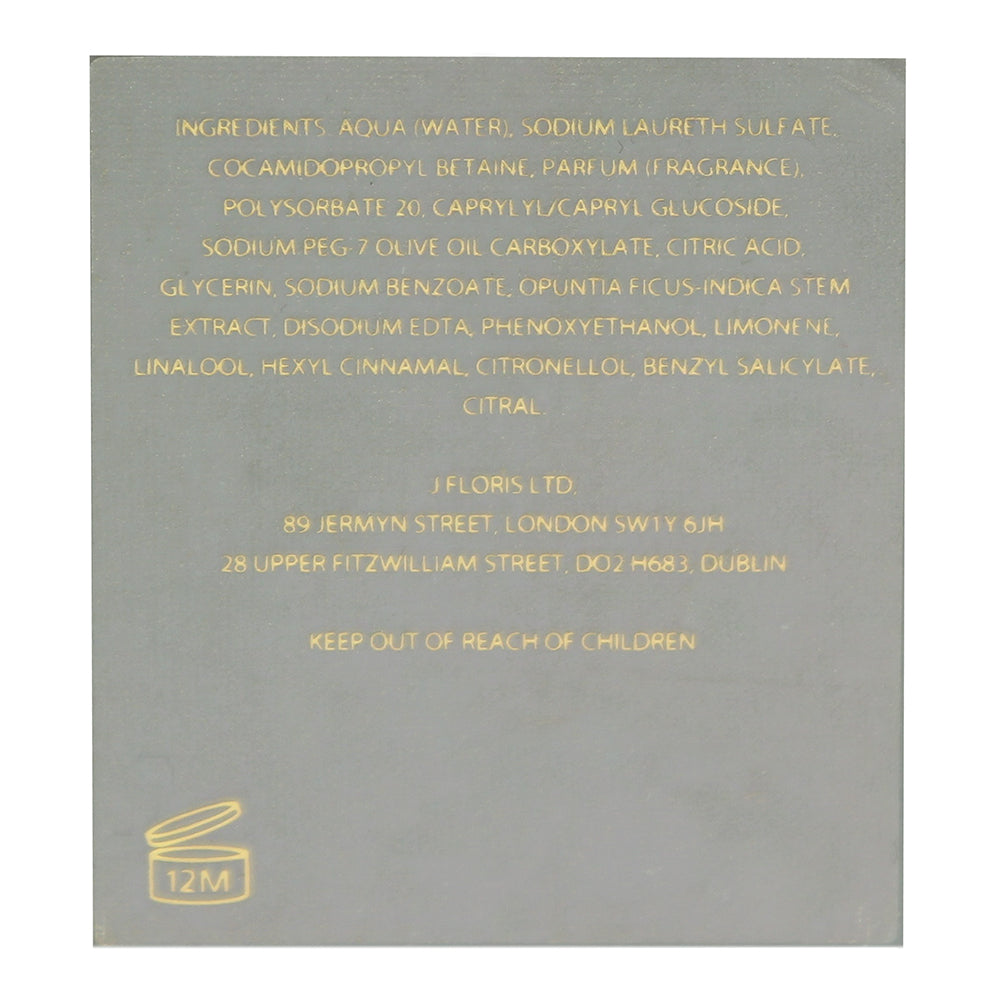 INGREDIENTS: AQUA (WATER), SODIUM LAURETH SULFATE,
COCAMIDOPROPYL BETAINE, PARFUM (FRAGRANCE),
POLYSORBATE 20, CAPRYLYL/CAPRYL GLUCOSIDE,
SODIUM PEG-7 OLIVE OIL CARBOXYLATE, CITRIC ACID,
GLYCERIN, SODIUM BENZOATE, OPUNTIA FICUS-INDICA STEM
EXTRACT, DISODIUM EDTA, PHENOXYETHANOL, LIMONENE,
LINALOOL, HEXYL CINNAMAL, CITRONELLOL, BENZYL SALICYLATE,
CITRAL.
J FLORIS LTD,
89 JERMYN STREET, LONDON SW1Y 6JH
28 UPPER FITZWILLIAM STREET, DO2 H683, DUBLIN
KEEP OUT OF REACH OF CHILDREN
12M